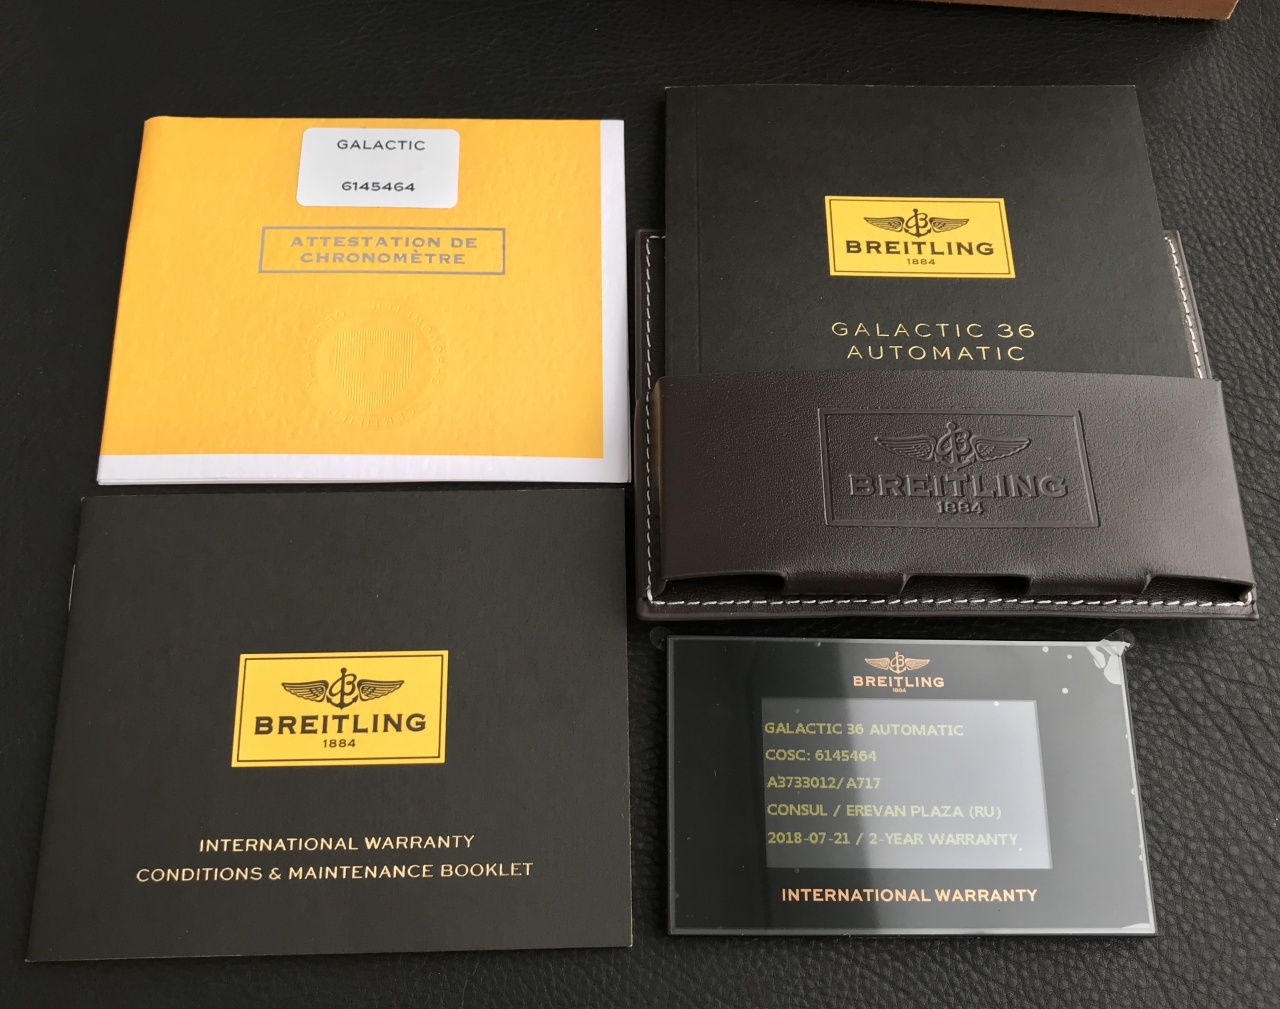 GALACTIC
6145464
ATTESTATION DE
CHRONOMÈTRE
BREITLING
1884
GALACTIC 36
AUTOMATIC
BREITLING
1884
BREITLING
1884
INTERNATIONAL WARRANTY
CONDITIONS & MAINTENANCE BOOKLET
BREITLING
1884
GALACTIC 36 AUTOMATIC
COSC: 6145464
A3733012/A717
CONSUL / EREVAN PLAZA (RU)
2018-07-21 / 2-YEAR WARRANTY
INTERNATIONAL WARRANTY